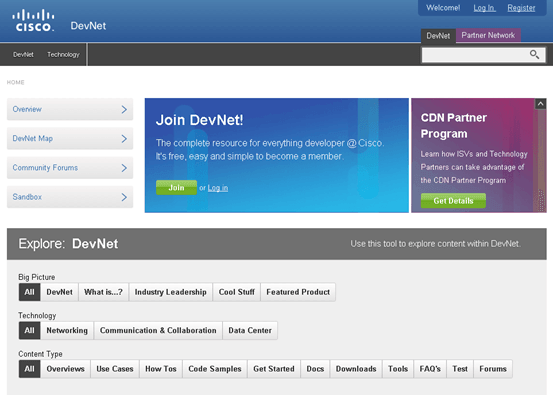 Welcome! Log In Register
CISCO DevNet
DevNet Partner Network
DevNet Technology
HOME
Overview
DevNet Map
Community Forums
Sandbox
Join DevNet!
The complete resource for everything developer @ Cisco.
It's free, easy and simple to become a member.
Join or Log in
CDN Partner
Program
Learn how ISVs and Technology
Partners can take advantage of
the CDN Partner Program
Get Details
Explore: DevNet Use this tool to explore content within DevNet.
Big Picture
All DevNet What is...? Industry Leadership Cool Stuff Featured Product
Technology
All Networking Communication & Collaboration Data Center
Content Type
All Overviews Use Cases How Tos Code Samples Get Started Docs Downloads Tools FAQ's Test Forums